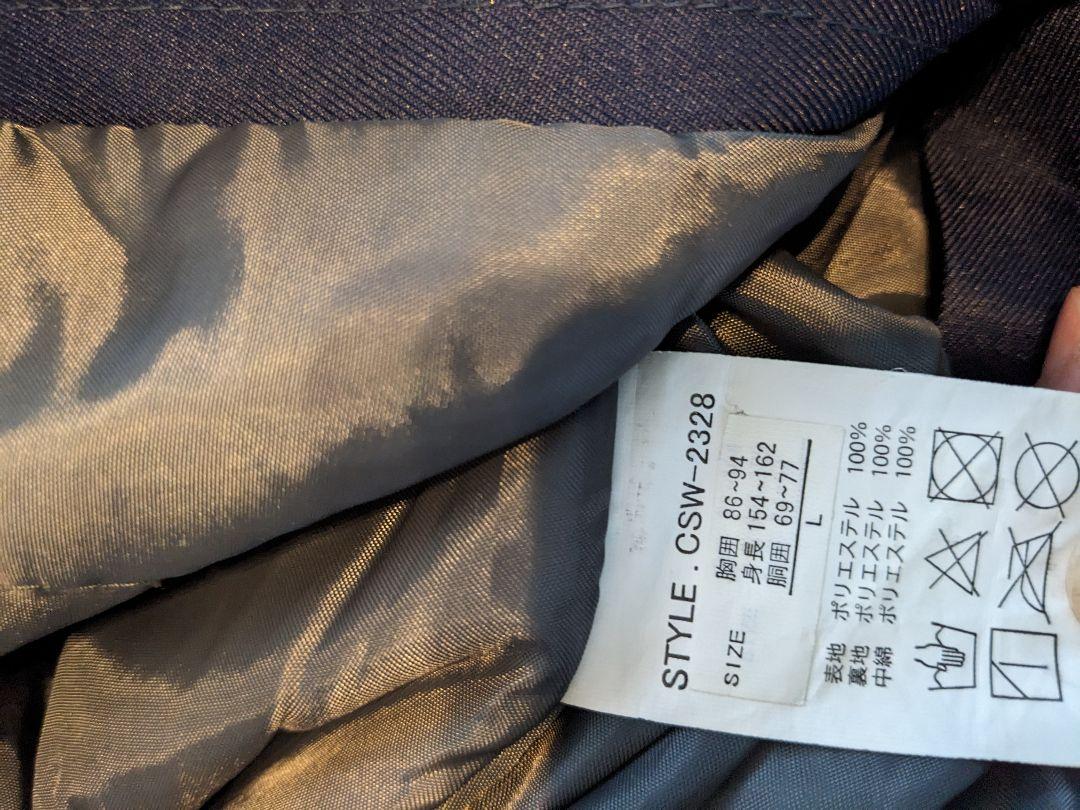 STYLE . CSW-2328
SIZE
胸囲 86~94
身長 154~162
胴囲 69~77
L
表地 ポリエステル 100%
裏地 ポリエステル 100%
中綿 ポリエステル 100%